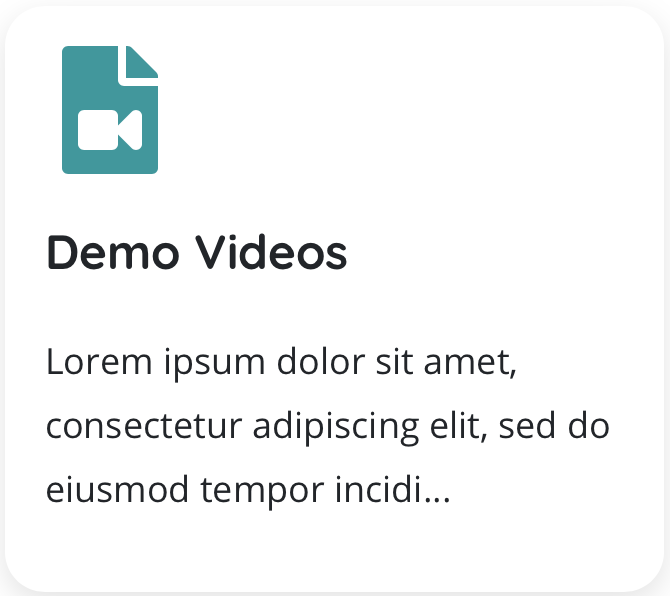 Demo Videos
Lorem ipsum dolor sit amet,
consectetur adipiscing elit, sed do
eiusmod tempor incidi...